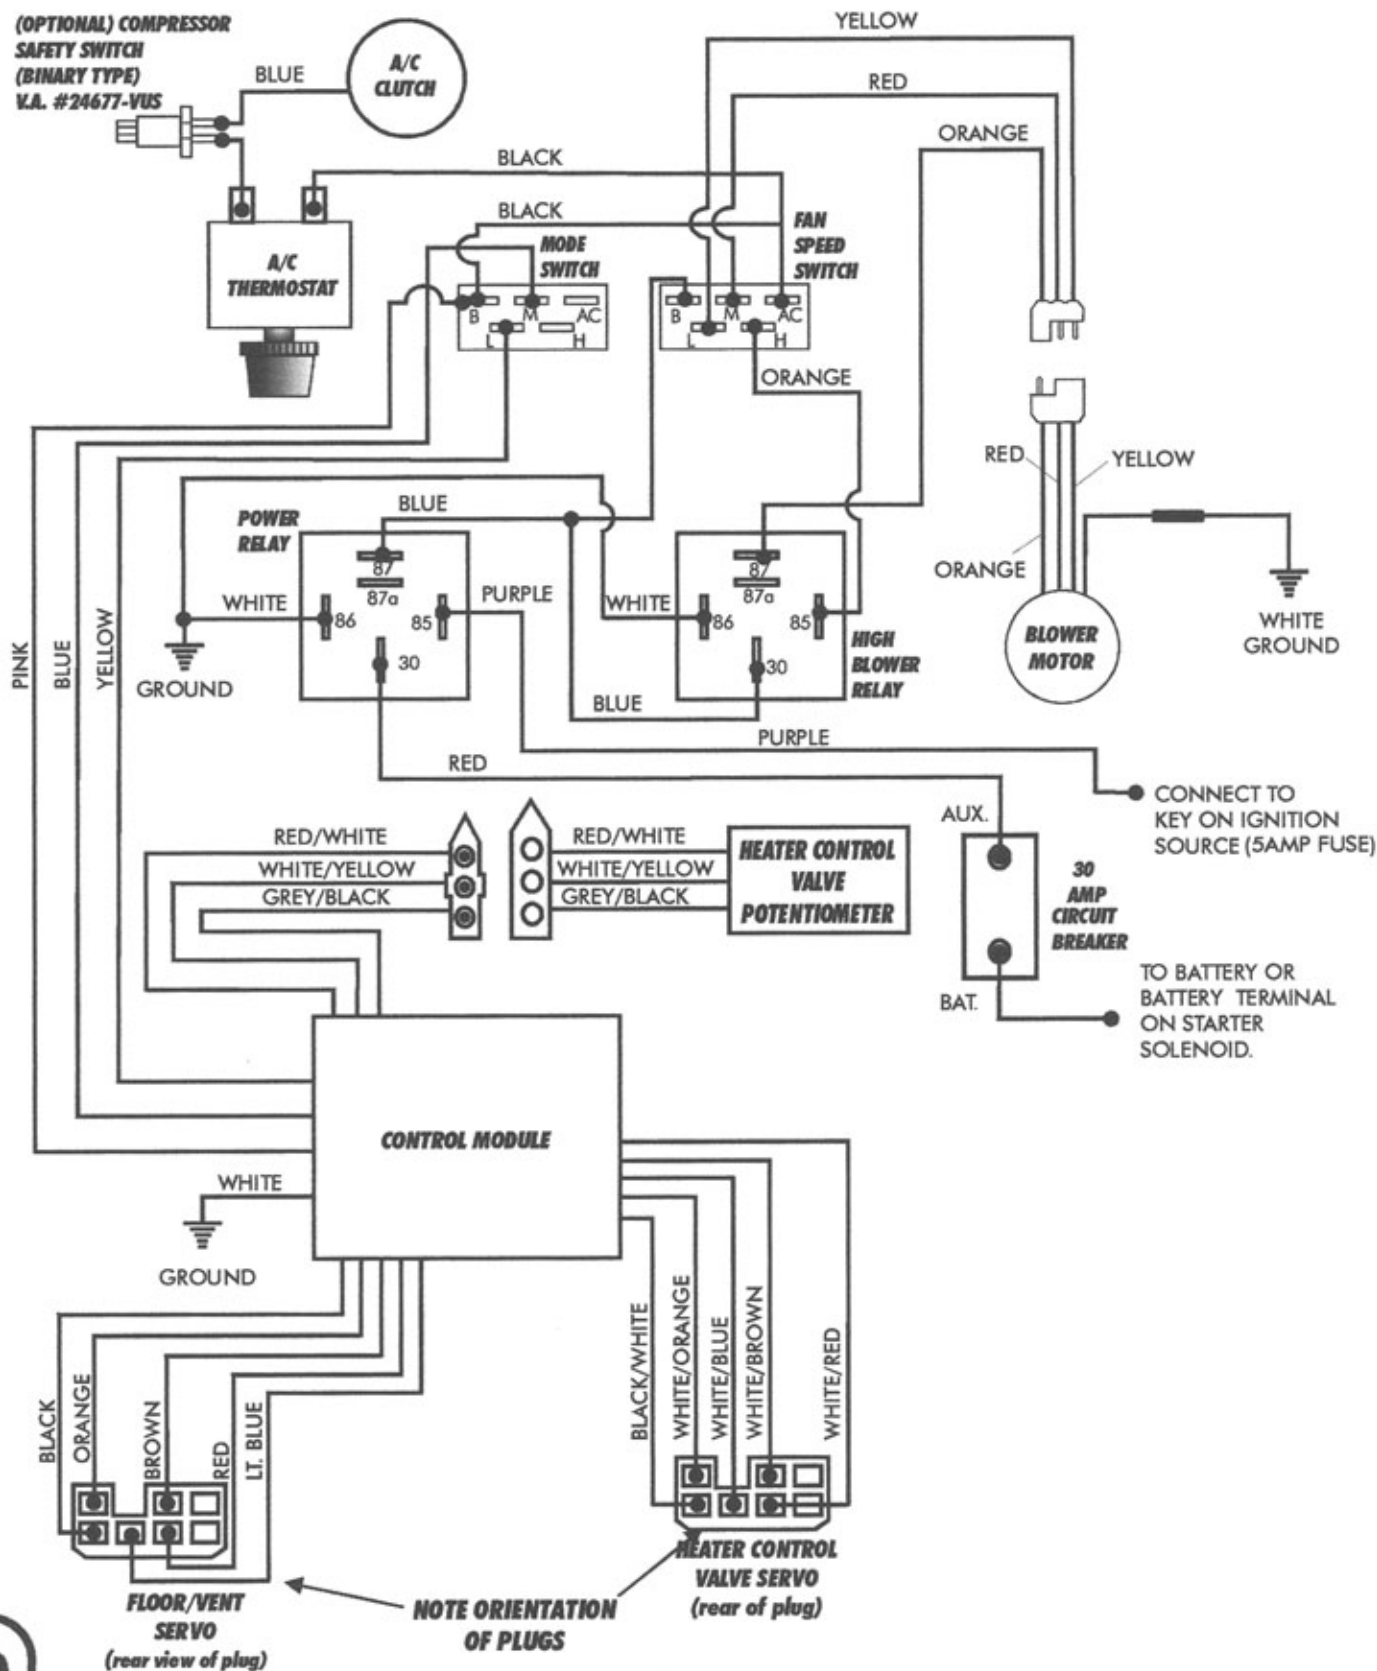 (OPTIONAL) COMPRESSOR
SAFETY SWITCH
(BINARY TYPE)
V.A. #24677-VUS
BLUE
A/C
CLUTCH
YELLOW
RED
ORANGE
BLACK
BLACK
MODE
SWITCH
FAN
SPEED
SWITCH
A/C
THERMOSTAT
B
M
AC
L
H
B
M
AC
L
H
ORANGE
RED
YELLOW
ORANGE
BLOWER
MOTOR
WHITE
GROUND
POWER
RELAY
BLUE
87
87a
WHITE
86
85
PURPLE
30
GROUND
87
87a
WHITE
86
85
30
HIGH
BLOWER
RELAY
BLUE
PINK
BLUE
YELLOW
PURPLE
RED
CONNECT TO
KEY ON IGNITION
SOURCE (5AMP FUSE)
AUX.
30
AMP
CIRCUIT
BREAKER
BAT.
TO BATTERY OR
BATTERY TERMINAL
ON STARTER
SOLENOID.
RED/WHITE
WHITE/YELLOW
GREY/BLACK
RED/WHITE
WHITE/YELLOW
GREY/BLACK
HEATER CONTROL
VALVE
POTENTIOMETER
CONTROL MODULE
WHITE
GROUND
BLACK
ORANGE
BROWN
RED
LT. BLUE
BLACK/WHITE
WHITE/ORANGE
WHITE/BLUE
WHITE/BROWN
WHITE/RED
FLOOR/VENT
SERVO
(rear view of plug)
NOTE ORIENTATION
OF PLUGS
HEATER CONTROL
VALVE SERVO
(rear of plug)